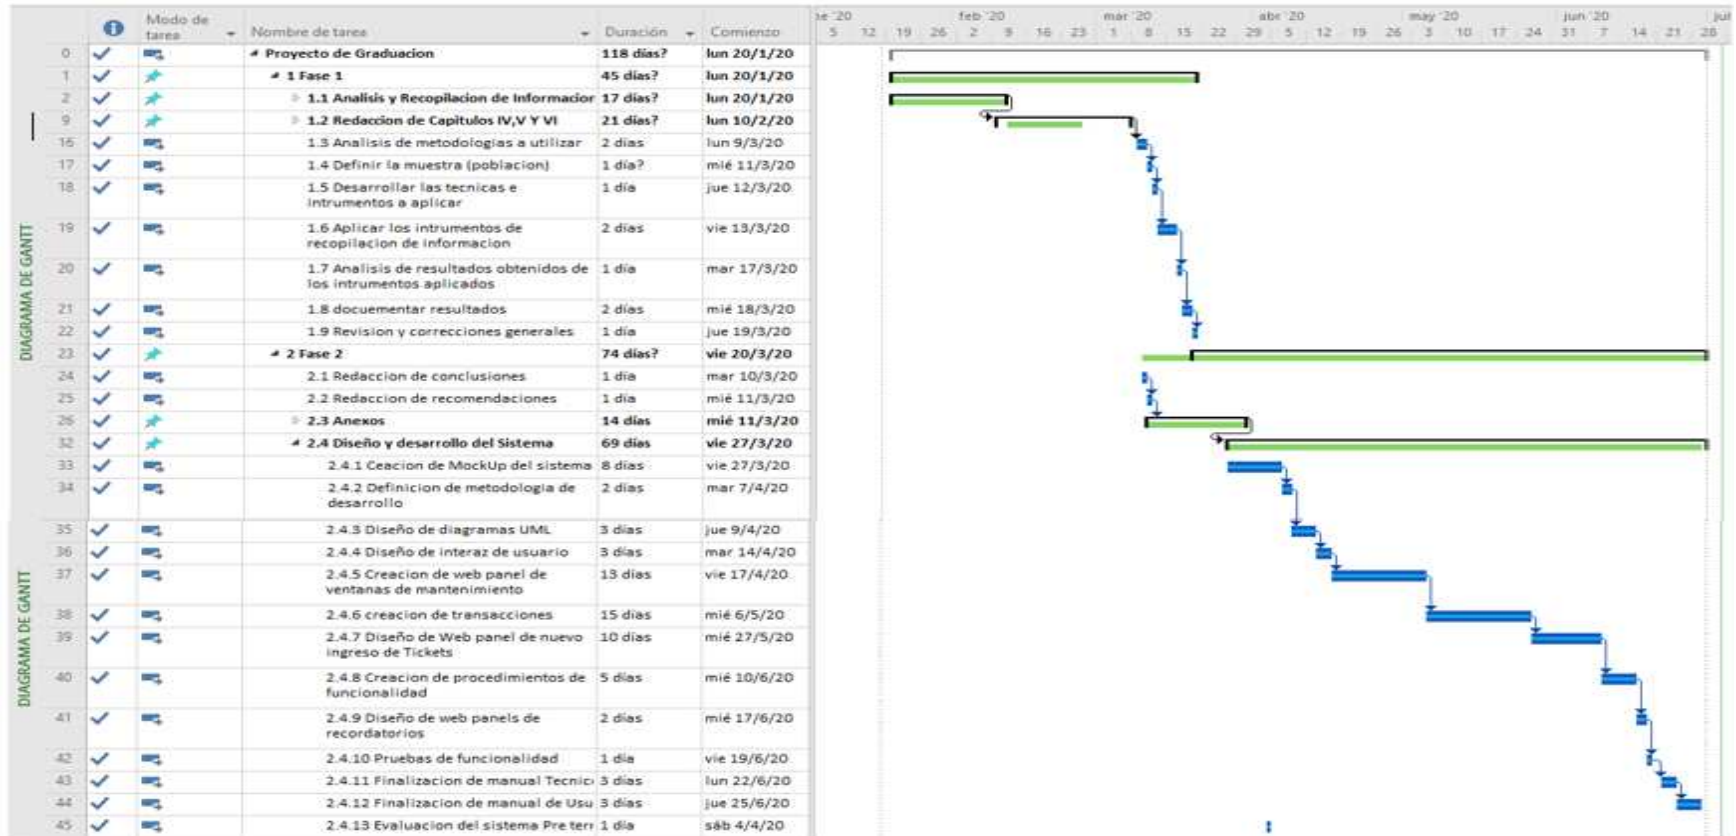 Modo de tarea Nombre de tarea Duración Comienzo
ene '20 feb '20 mar '20 abr '20 may '20 jun '20 jul
5 12 19 26 2 9 16 23 1 8 15 22 29 5 12 19 26 3 10 17 24 31 7 14 21 28
0 Proyecto de Graduacion 118 días? lun 20/1/20
1 1 Fase 1 45 días? lun 20/1/20
2 1.1 Analisis y Recopilacion de Informacior 17 días? lun 20/1/20
9 1.2 Redaccion de Capitulos IV,V Y VI 21 días? lun 10/2/20
16 1.3 Analisis de metodologias a utilizar 2 días lun 9/3/20
17 1.4 Definir la muestra (poblacion) 1 día? mié 11/3/20
18 1.5 Desarrollar las tecnicas e 1 día jue 12/3/20
intrumentos a aplicar
19 1.6 Aplicar los intrumentos de 2 días vie 13/3/20
recopilacion de informacion
20 1.7 Analisis de resultados obtenidos de 1 día mar 17/3/20
los intrumentos aplicados
21 1.8 docuementar resultados 2 días mié 18/3/20
22 1.9 Revision y correcciones generales 1 día jue 19/3/20
23 2 Fase 2 74 días? vie 20/3/20
24 2.1 Redaccion de conclusiones 1 día mar 10/3/20
25 2.2 Redaccion de recomendaciones 1 día mié 11/3/20
26 2.3 Anexos 14 días mié 11/3/20
32 2.4 Diseño y desarrollo del Sistema 69 días vie 27/3/20
33 2.4.1 Ceacion de MockUp del sistema 8 días vie 27/3/20
34 2.4.2 Definicion de metodologia de 2 días mar 7/4/20
desarrollo
35 2.4.3 Diseño de diagramas UML 3 días jue 9/4/20
36 2.4.4 Diseño de interaz de usuario 3 días mar 14/4/20
37 2.4.5 Creacion de web panel de 13 días vie 17/4/20
ventanas de mantenimiento
38 2.4.6 creacion de transacciones 15 días mié 6/5/20
39 2.4.7 Diseño de Web panel de nuevo 10 días mié 27/5/20
ingreso de Tickets
40 2.4.8 Creacion de procedimientos de 5 días mié 10/6/20
funcionalidad
41 2.4.9 Diseño de web panels de 2 días mié 17/6/20
recordatorios
42 2.4.10 Pruebas de funcionalidad 1 día vie 19/6/20
43 2.4.11 Finalizacion de manual Tecnic 3 días lun 22/6/20
44 2.4.12 Finalizacion de manual de Usu 3 días jue 25/6/20
45 2.4.13 Evaluacion del sistema Pre terr 1 día sáb 4/4/20
DIAGRAMA DE GANTT
DIAGRAMA DE GANTT